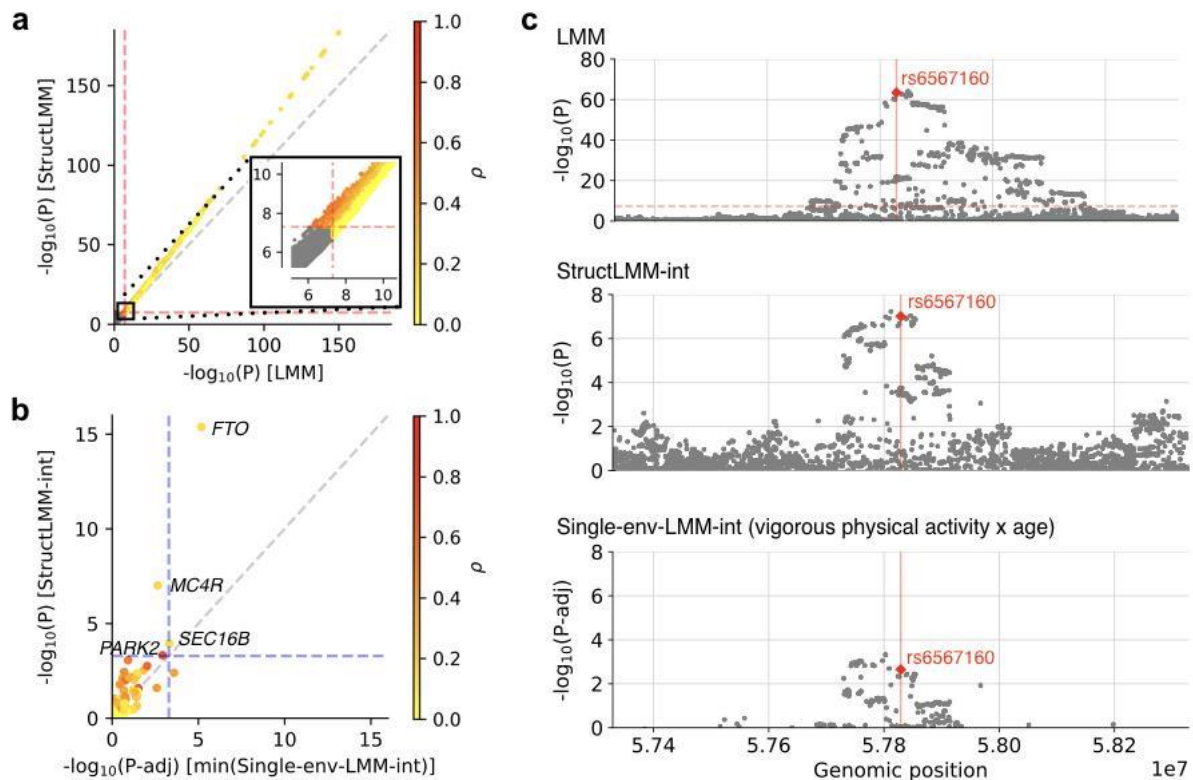 a
-log10(P) [StructLMM]
150
100
50
0
0 50 100 150
-log10(P) [LMM]
10
8
6
6 8 10
1.0
0.8
0.6
0.4
0.2
0.0
ρ
b
-log10(P) [StructLMM-int]
15
10
5
0
FTO
MC4R
SEC16B
PARK2
0 5 10 15
-log10(P-adj) [min(Single-env-LMM-int)]
1.0
0.8
0.6
0.4
0.2
0.0
ρ
c
LMM
80
60
40
20
0
-log10(P)
rs6567160
StructLMM-int
8
6
4
2
0
-log10(P)
rs6567160
Single-env-LMM-int (vigorous physical activity x age)
8
6
4
2
0
-log10(P-adj)
rs6567160
5.74 5.76 5.78 5.80 5.82
Genomic position 1e7